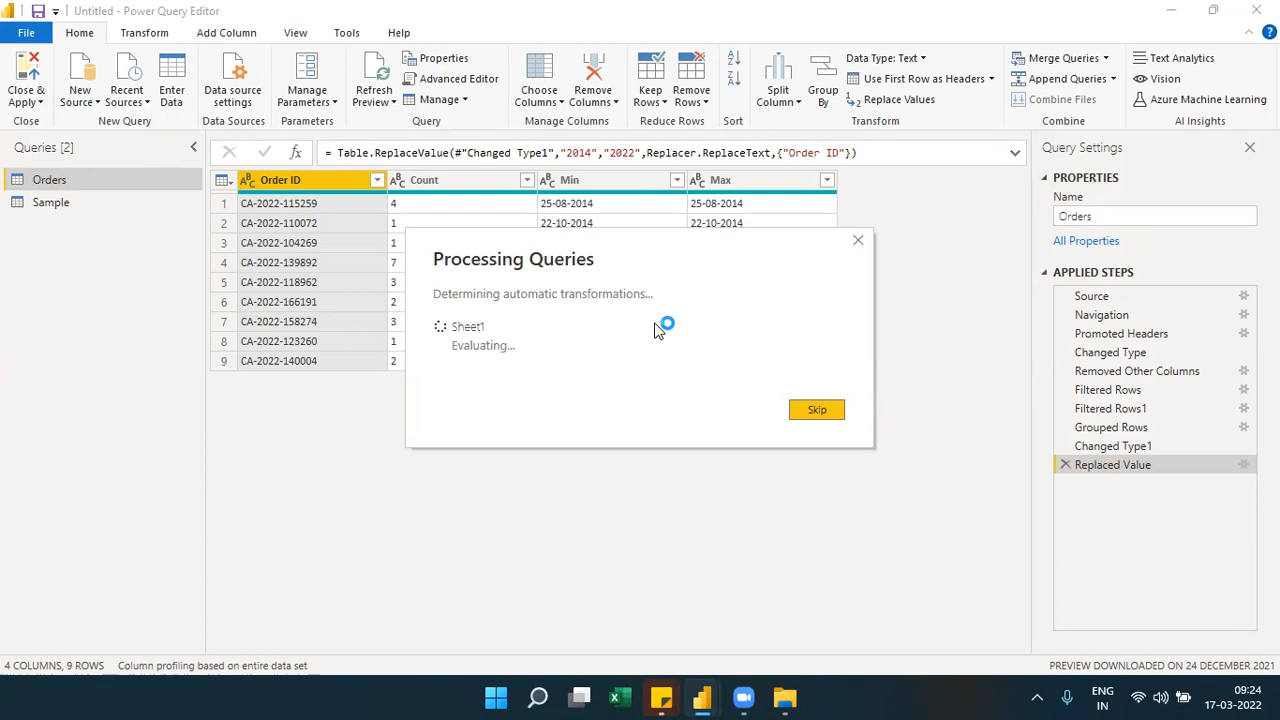 Untitled - Power Query Editor
File Home Transform Add Column View Tools Help
Close & Apply
New Source
Recent Sources
Enter Data
Data source settings
Manage Parameters
Refresh Preview
Properties
Advanced Editor
Manage
Choose Columns
Remove Columns
Keep Rows
Remove Rows
Split Column
Group By
Data Type: Text
Use First Row as Headers
Replace Values
Merge Queries
Append Queries
Combine Files
Text Analytics
Vision
Azure Machine Learning
Close New Query Data Sources Parameters Query Manage Columns Reduce Rows Sort Transform Combine AI Insights
Queries [2]
Orders
Sample
= Table.ReplaceValue(#"Changed Type1","2014","2022",Replacer.ReplaceText,{"Order ID"})
Order ID Count Min Max
1 CA-2022-115259 4 25-08-2014 25-08-2014
2 CA-2022-110072 1 22-10-2014 22-10-2014
3 CA-2022-104269 1
4 CA-2022-139892 7
5 CA-2022-118962 3
6 CA-2022-166191 2
7 CA-2022-158274 3
8 CA-2022-123260 1
9 CA-2022-140004 2
Processing Queries
Determining automatic transformations...
Sheet1
Evaluating...
Skip
Query Settings
PROPERTIES
Name
Orders
All Properties
APPLIED STEPS
Source
Navigation
Promoted Headers
Changed Type
Removed Other Columns
Filtered Rows
Filtered Rows1
Grouped Rows
Changed Type1
Replaced Value
4 COLUMNS, 9 ROWS Column profiling based on entire data set PREVIEW DOWNLOADED ON 24 DECEMBER 2021
ENG IN
09:24
17-03-2022